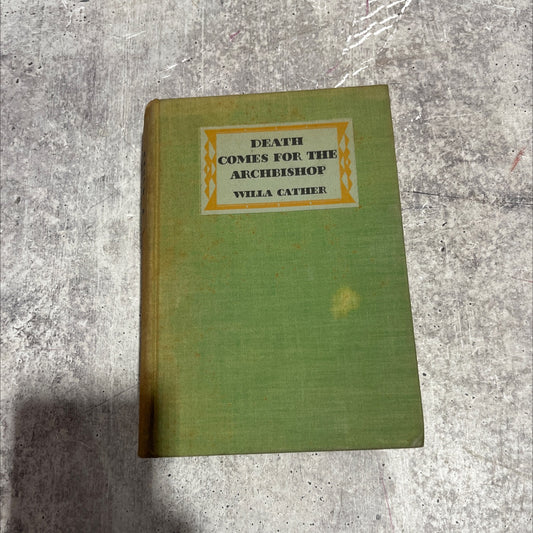 DEATH
COMES FOR THE
ARCHBISHOP
WILLA CATHER